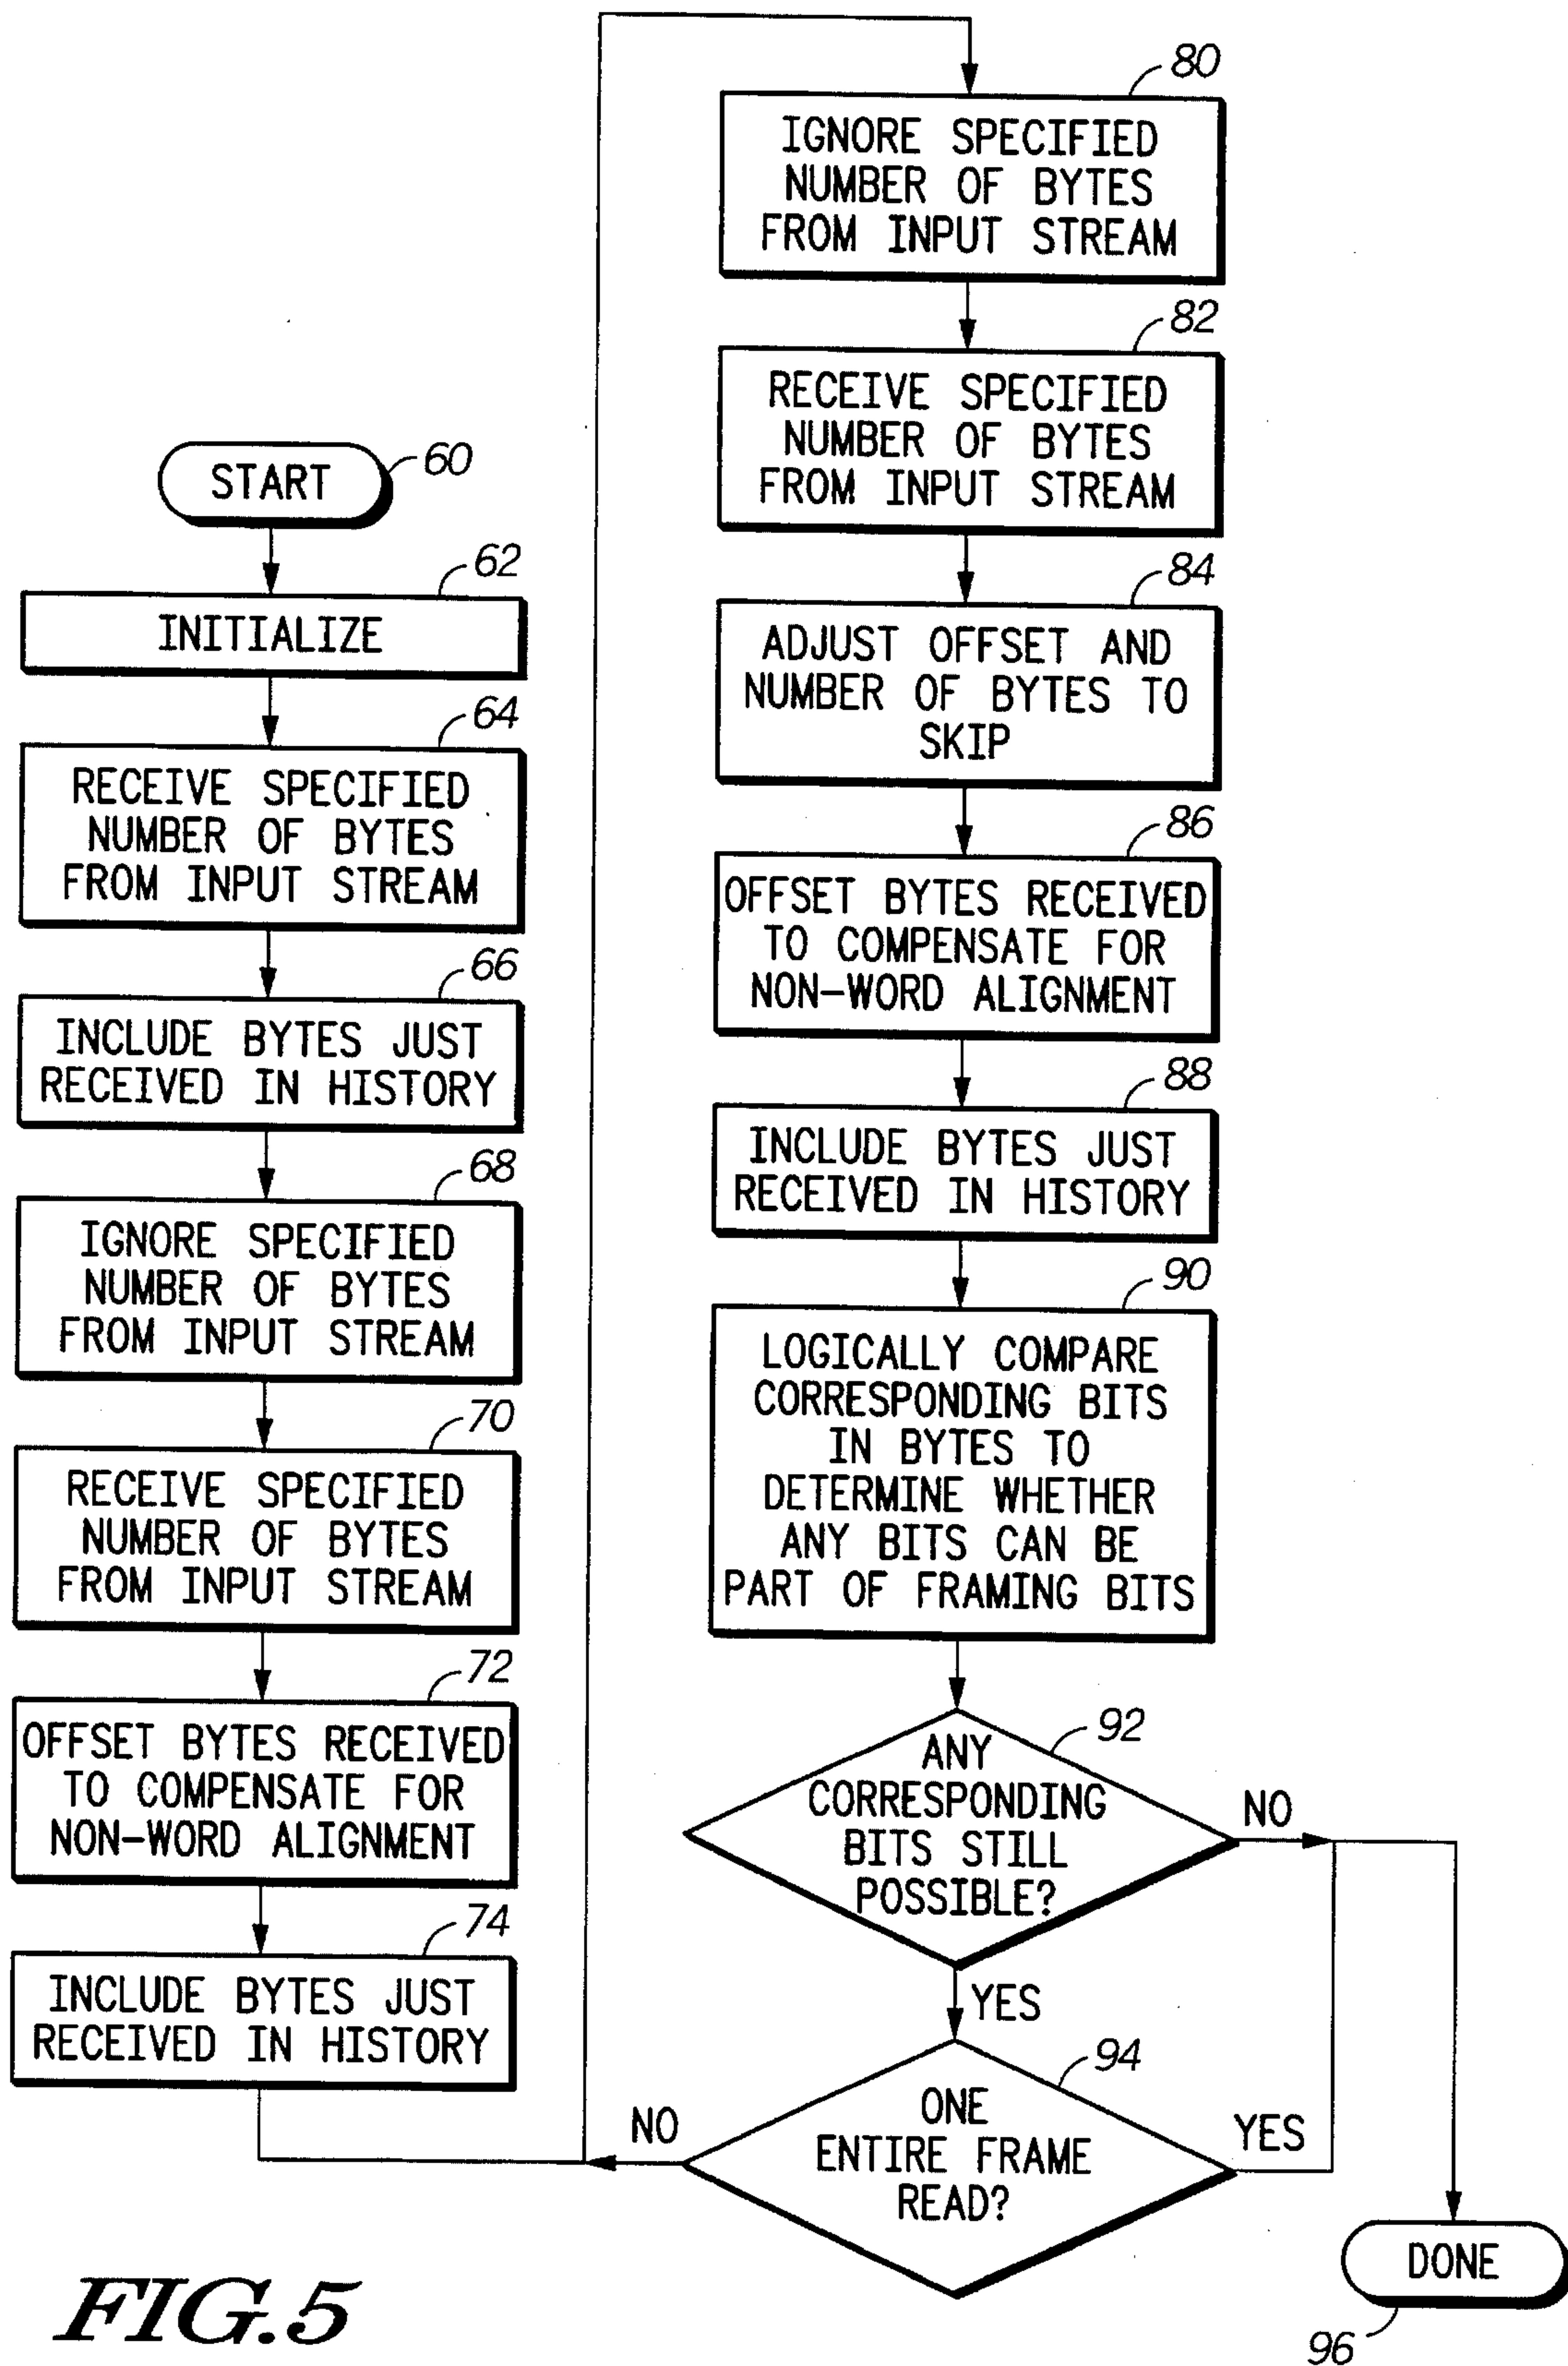 START
60
62
INITIALIZE
64
RECEIVE SPECIFIED
NUMBER OF BYTES
FROM INPUT STREAM
66
INCLUDE BYTES JUST
RECEIVED IN HISTORY
68
IGNORE SPECIFIED
NUMBER OF BYTES
FROM INPUT STREAM
70
RECEIVE SPECIFIED
NUMBER OF BYTES
FROM INPUT STREAM
72
OFFSET BYTES RECEIVED
TO COMPENSATE FOR
NON-WORD ALIGNMENT
74
INCLUDE BYTES JUST
RECEIVED IN HISTORY
80
IGNORE SPECIFIED
NUMBER OF BYTES
FROM INPUT STREAM
82
RECEIVE SPECIFIED
NUMBER OF BYTES
FROM INPUT STREAM
84
ADJUST OFFSET AND
NUMBER OF BYTES TO
SKIP
86
OFFSET BYTES RECEIVED
TO COMPENSATE FOR
NON-WORD ALIGNMENT
88
INCLUDE BYTES JUST
RECEIVED IN HISTORY
90
LOGICALLY COMPARE
CORRESPONDING BITS
IN BYTES TO
DETERMINE WHETHER
ANY BITS CAN BE
PART OF FRAMING BITS
92
ANY
CORRESPONDING
BITS STILL
POSSIBLE?
NO
YES
94
ONE
ENTIRE FRAME
READ?
NO
YES
DONE
96
FIG.5